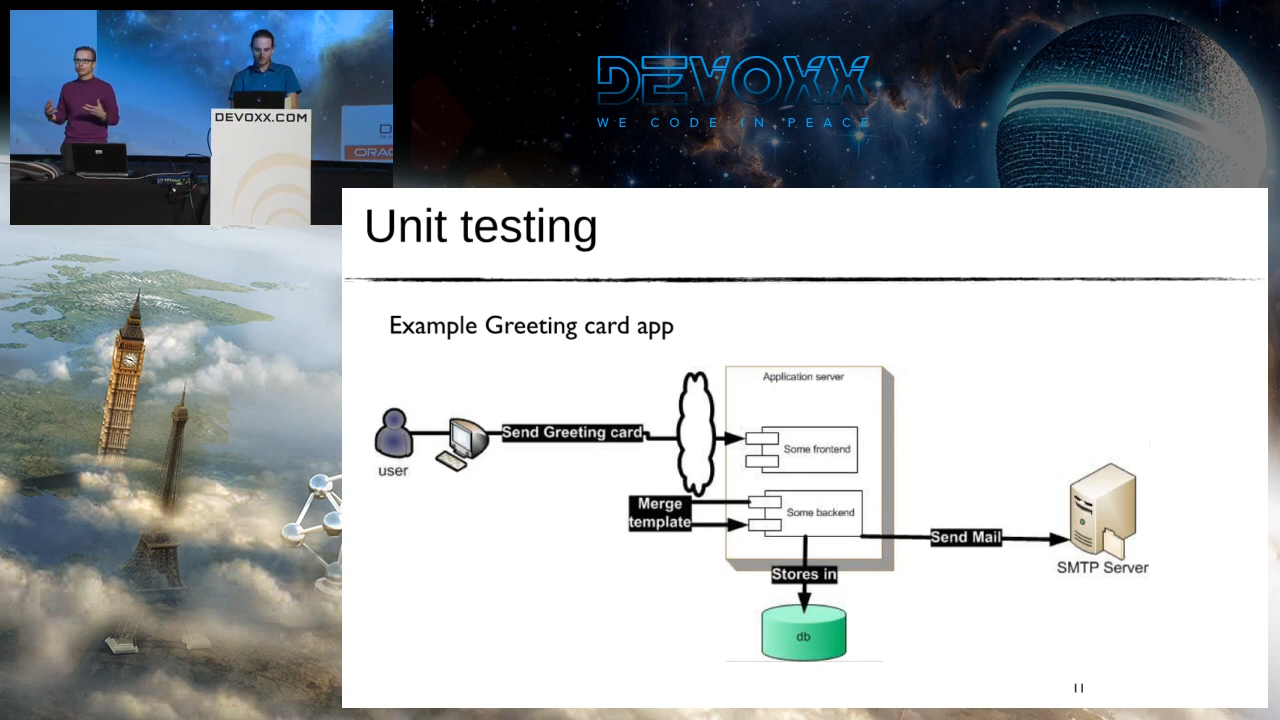 DEVOXX
WE CODE IN PEACE
DEVOXX.COM
Unit testing
Example Greeting card app
Application server
Send Greeting card
Some frontend
user
Merge
template
Some backend
Send Mail
SMTP Server
Stores in
db
11